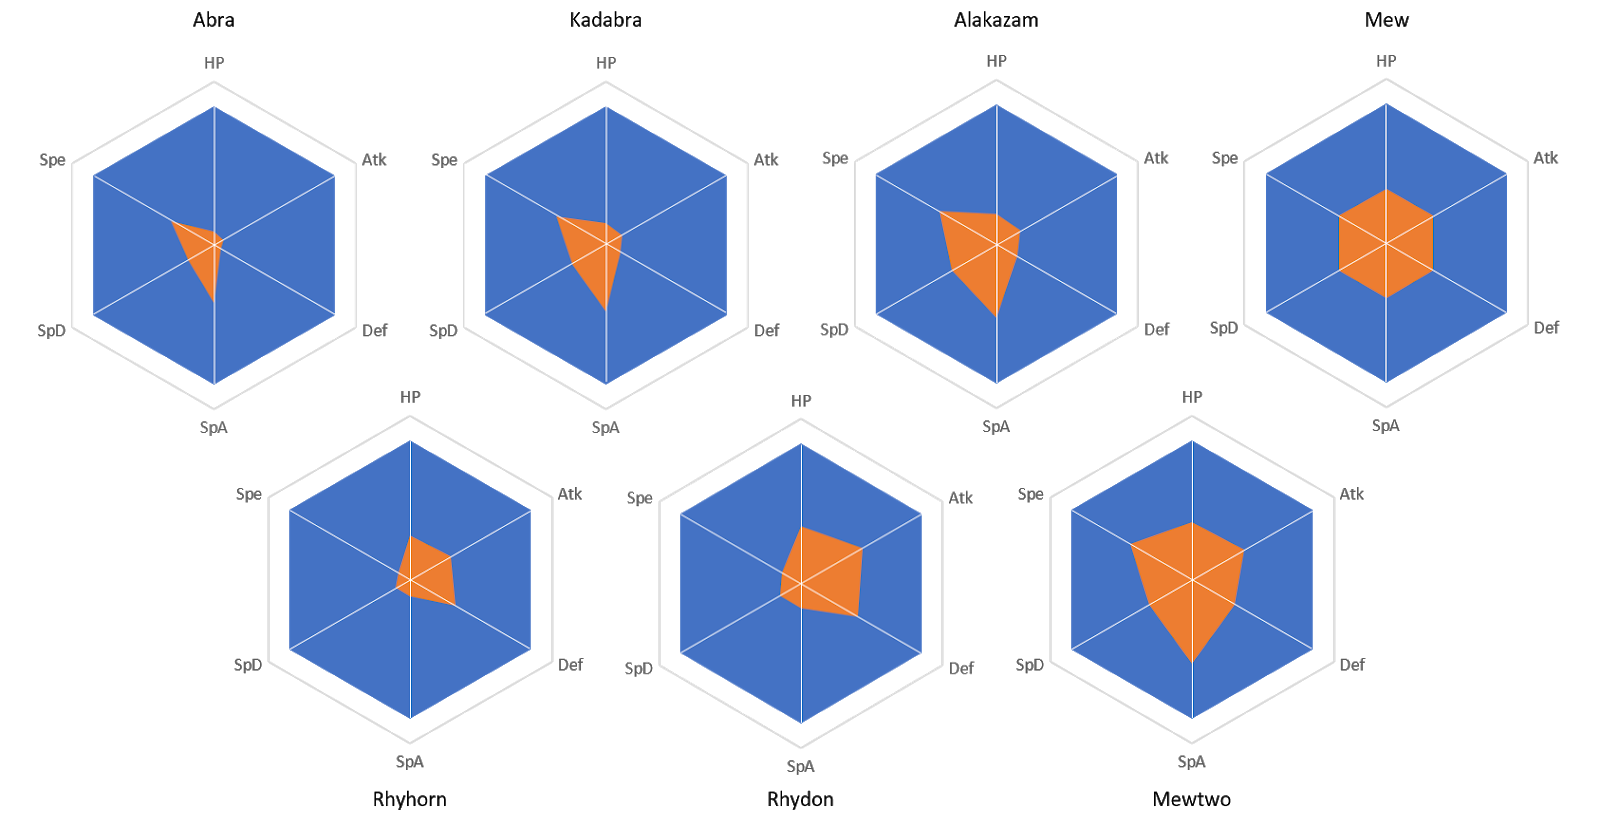 Abra
Kadabra
Alakazam
Mew
HP
HP
HP
HP
Spe
Atk
Spe
Atk
Spe
Atk
Spe
Atk
SpD
Def
SpD
Def
SpD
Def
SpD
Def
SpA
SpA
SpA
SpA
HP
HP
HP
Spe
Atk
Spe
Atk
Spe
Atk
SpD
Def
SpD
Def
SpD
Def
SpA
SpA
SpA
Rhyhorn
Rhydon
Mewtwo